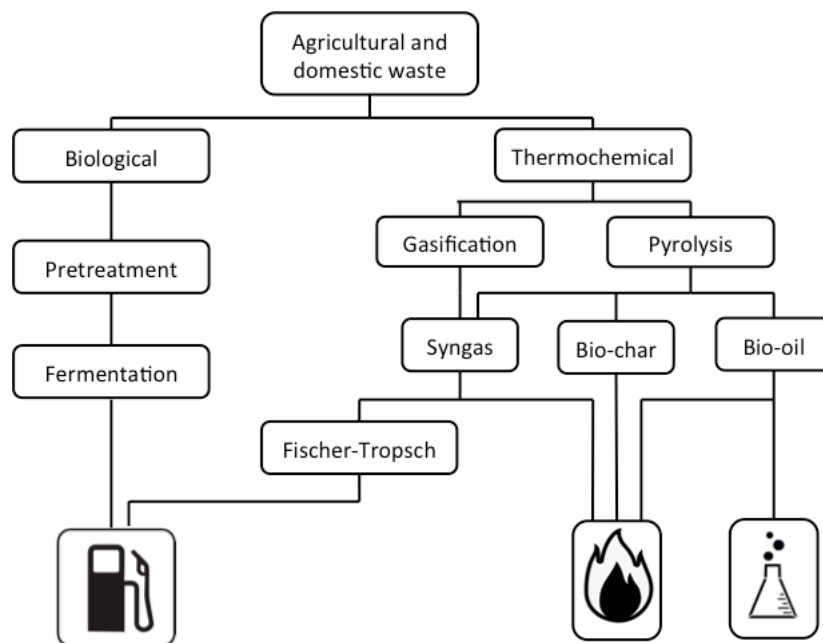 Agricultural and
domestic waste
Biological
Thermochemical
Gasification
Pyrolysis
Pretreatment
Syngas
Bio-char
Bio-oil
Fermentation
Fischer-Tropsch